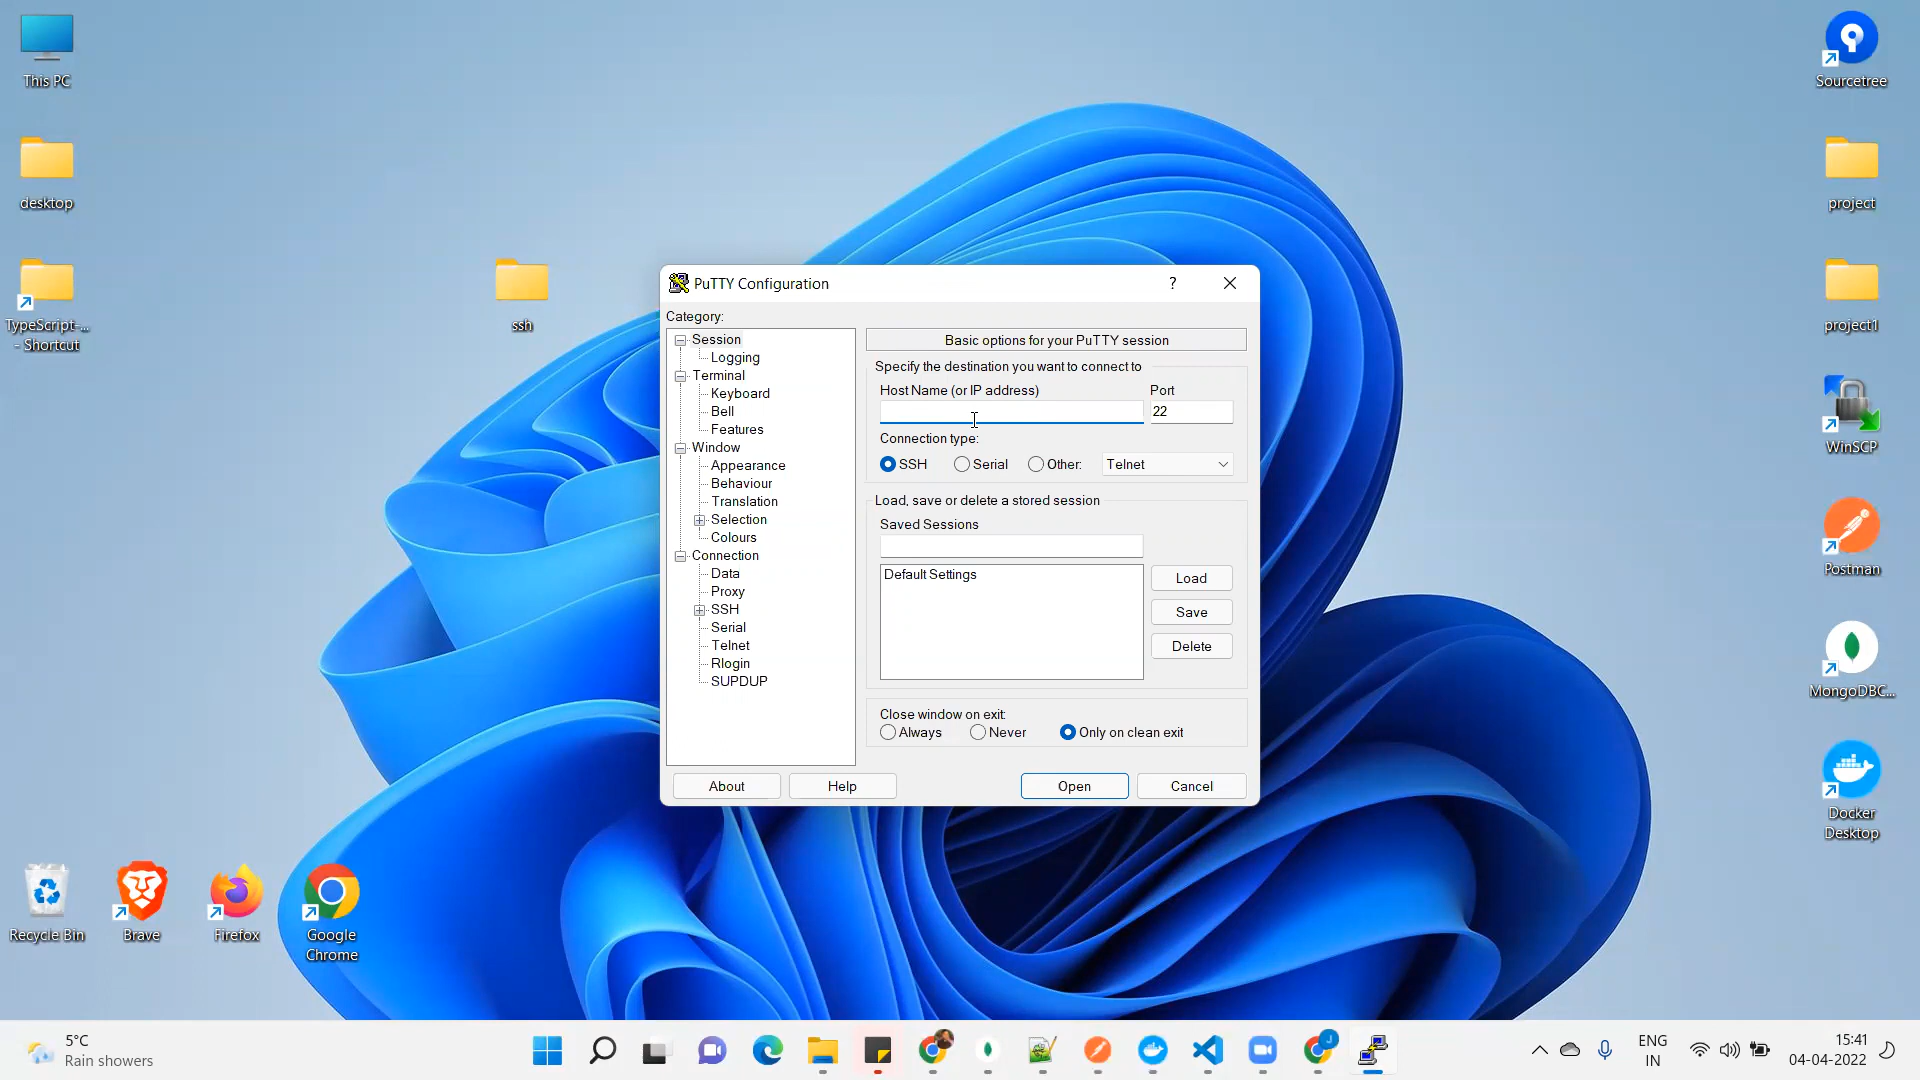 This PC
desktop
TypeScript-...
- Shortcut
ssh
Sourcetree
project
project1
WinSCP
Postman
MongoDBC...
Docker
Desktop
PuTTY Configuration
?
Category:
Session
Logging
Terminal
Keyboard
Bell
Features
Window
Appearance
Behaviour
Translation
Selection
Colours
Connection
Data
Proxy
SSH
Serial
Telnet
Rlogin
SUPDUP
Basic options for your PuTTY session
Specify the destination you want to connect to
Host Name (or IP address) Port
22
Connection type:
SSH Serial Other: Telnet
Load, save or delete a stored session
Saved Sessions
Default Settings
Load
Save
Delete
Close window on exit:
Always Never Only on clean exit
About Help Open Cancel
Recycle Bin
Brave
Firefox
Google
Chrome
5°C
Rain showers
J
ENG
IN
15:41
04-04-2022